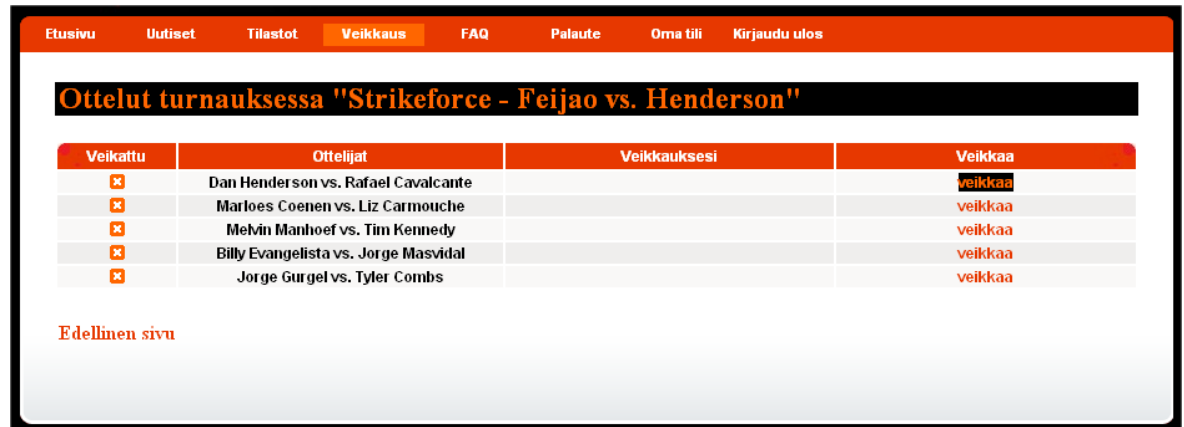 Etusivu Uutiset Tilastot Veikkaus FAQ Palaute Oma tili Kirjaudu ulos
Ottelut turnauksessa "Strikeforce - Feijao vs. Henderson"
Veikattu Ottelijat Veikkauksesi Veikkaa
Dan Henderson vs. Rafael Cavalcante veikkaa
Marloes Coenen vs. Liz Carmouche veikkaa
Melvin Manhoef vs. Tim Kennedy veikkaa
Billy Evangelista vs. Jorge Masvidal veikkaa
Jorge Gurgel vs. Tyler Combs veikkaa
Edellinen sivu